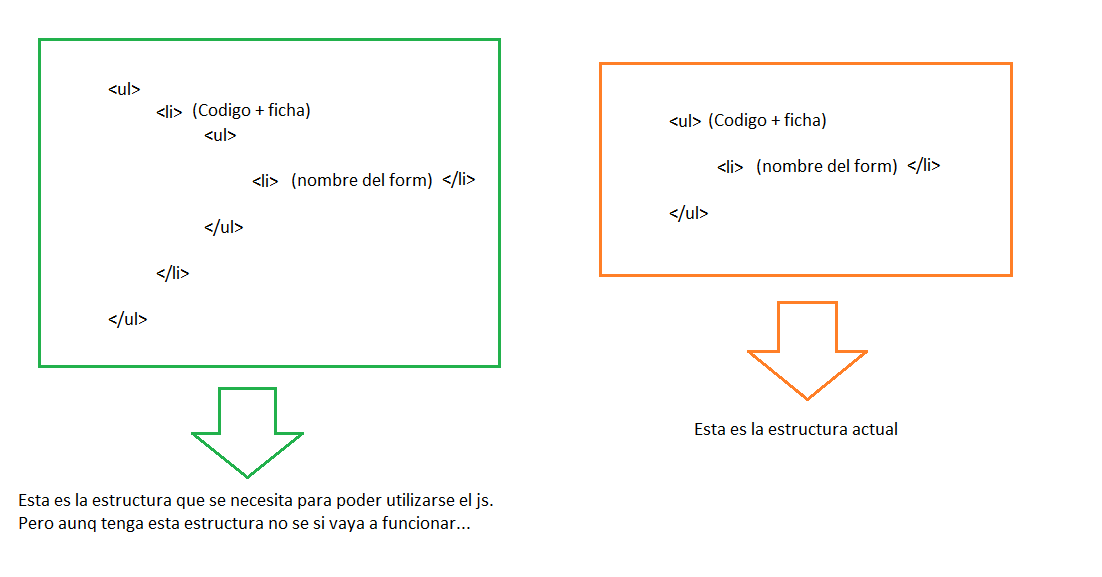 <ul>
<li> (Codigo + ficha)
<ul>
<li> (nombre del form) </li>
</ul>
</li>
</ul>
Esta es la estructura que se necesita para poder utilizarse el js.
Pero aunq tenga esta estructura no se si vaya a funcionar...
<ul> (Codigo + ficha)
<li> (nombre del form) </li>
</ul>
Esta es la estructura actual